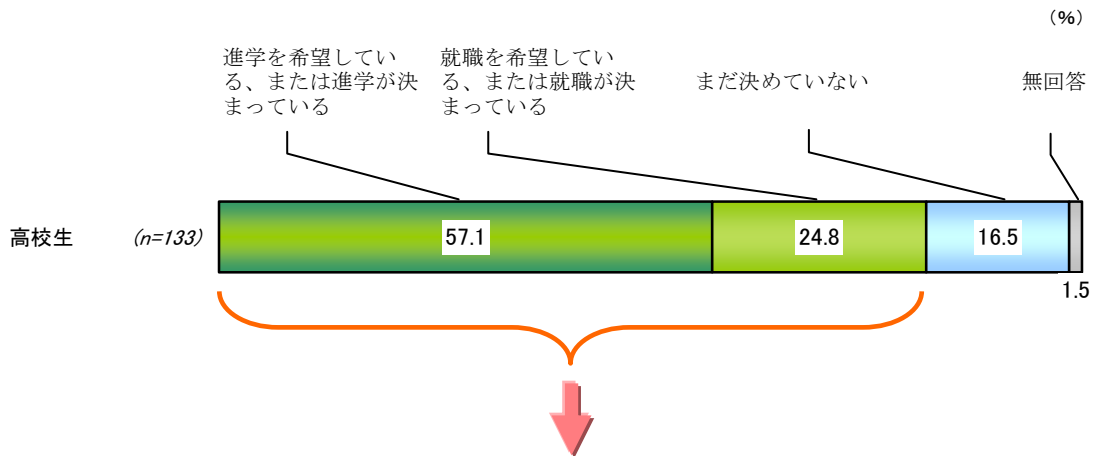 (%)
進学を希望してい
る、または進学が決
まっている
就職を希望してい
る、または就職が決
まっている
まだ決めていない
無回答
高校生 (n=133) 57.1 24.8 16.5
1.5